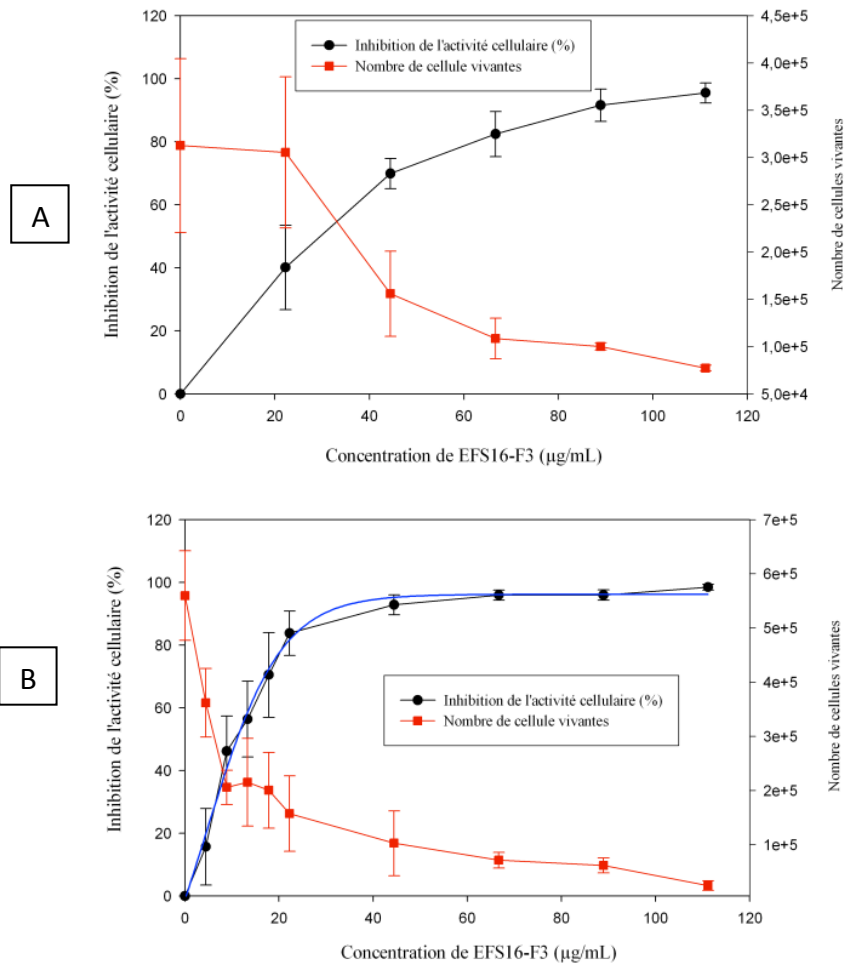 A
120
100
80
60
40
20
0
Inhibition de l'activité cellulaire (%)
Inhibition de l'activité cellulaire (%)
Nombre de cellule vivantes
4,5e+5
4,0e+5
3,5e+5
3,0e+5
2,5e+5
2,0e+5
1,5e+5
1,0e+5
5,0e+4
Nombre de cellules vivantes
0 20 40 60 80 100 120
Concentration de EFS16-F3 (µg/mL)
B
120
100
80
60
40
20
0
Inhibition de l'activité cellulaire (%)
Inhibition de l'activité cellulaire (%)
Nombre de cellule vivantes
7e+5
6e+5
5e+5
4e+5
3e+5
2e+5
1e+5
Nombre de cellules vivantes
0 20 40 60 80 100 120
Concentration de EFS16-F3 (µg/mL)